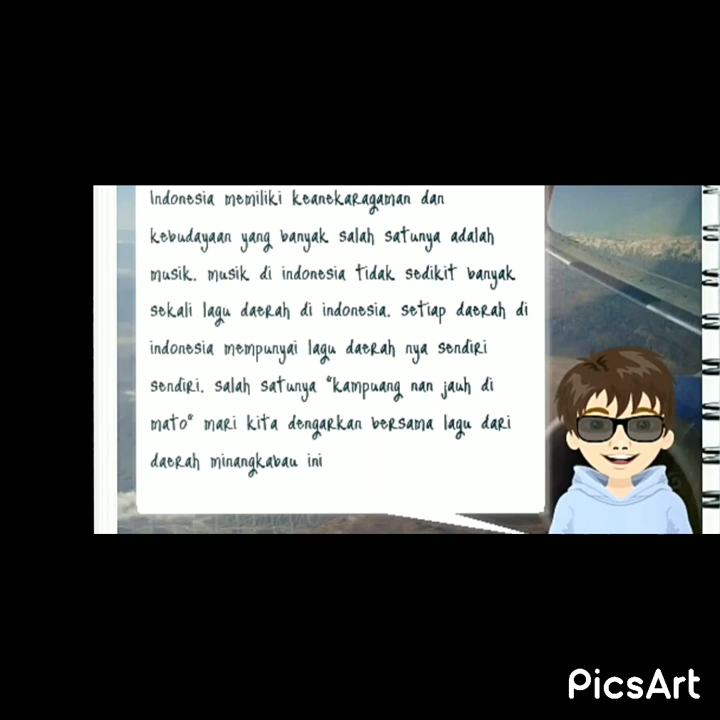 Indonesia memiliki keanekaragaman dan
kebudayaan yang banyak salah satunya adalah
musik. musik di indonesia tidak sedikit banyak
sekali lagu daerah di indonesia. setiap daerah di
indonesia mempunyai lagu daerah nya sendiri
sendiri. salah satunya "kampuang nan jauh di
mato" mari kita dengarkan bersama lagu dari
daerah minangkabau ini
PicsArt